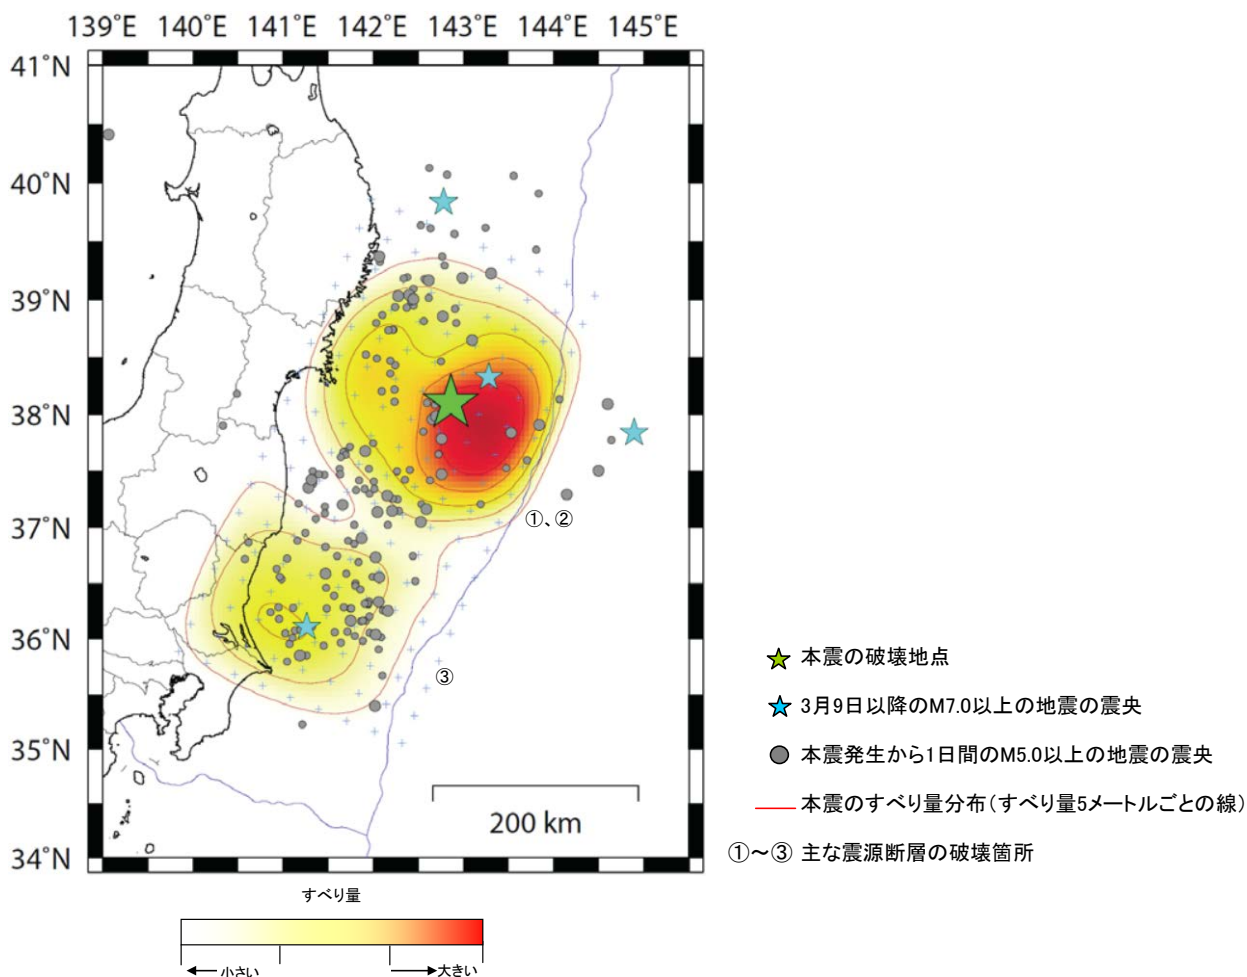 139°E 140°E 141°E 142°E 143°E 144°E 145°E
41°N
40°N
39°N
38°N
37°N
36°N
35°N
34°N
①、②
③
200 km
本震の破壊地点
3月9日以降のM7.0以上の地震の震央
本震発生から1日間のM5.0以上の地震の震央
本震のすべり量分布(すべり量5メートルごとの線)
①～③ 主な震源断層の破壊箇所
すべり量
小さい 大きい